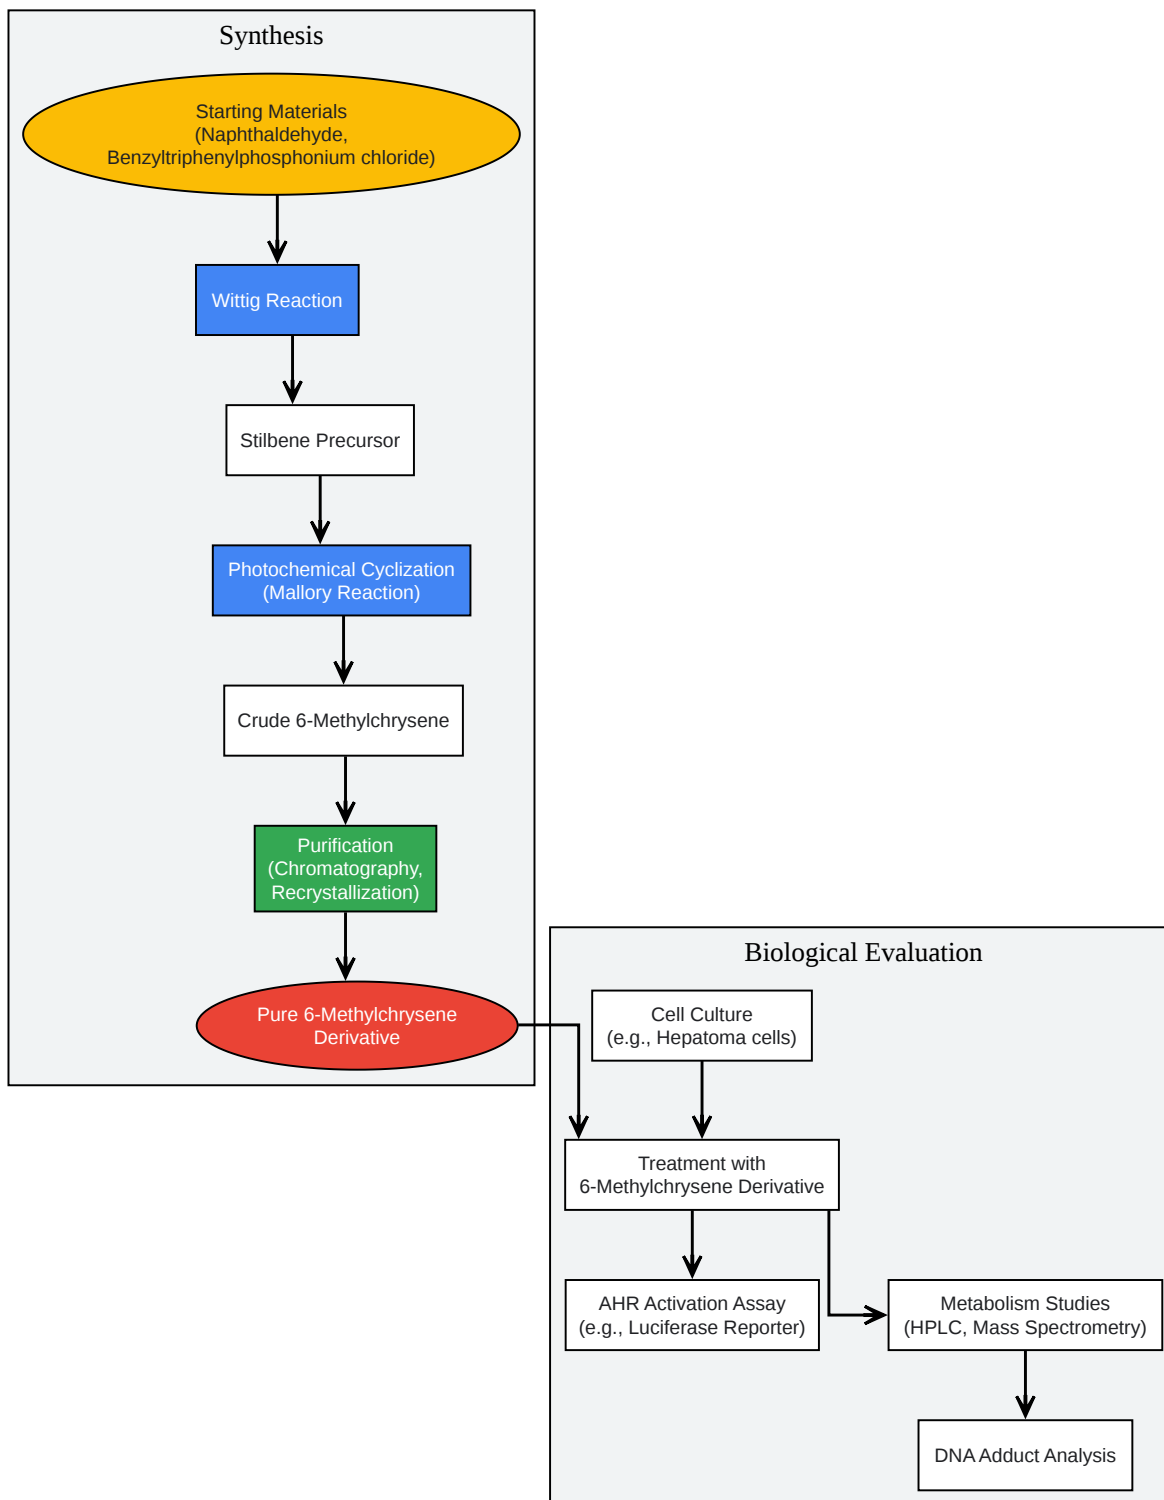 Synthesis
Starting Materials
(Naphthaldehyde,
Benzyltriphenylphosphonium chloride)
Wittig Reaction
Stilbene Precursor
Photochemical Cyclization
(Mallory Reaction)
Crude 6-Methylchrysene
Purification
(Chromatography,
Recrystallization)
Pure 6-Methylchrysene
Derivative
Biological Evaluation
Cell Culture
(e.g., Hepatoma cells)
Treatment with
6-Methylchrysene Derivative
AHR Activation Assay
(e.g., Luciferase Reporter)
Metabolism Studies
(HPLC, Mass Spectrometry)
DNA Adduct Analysis